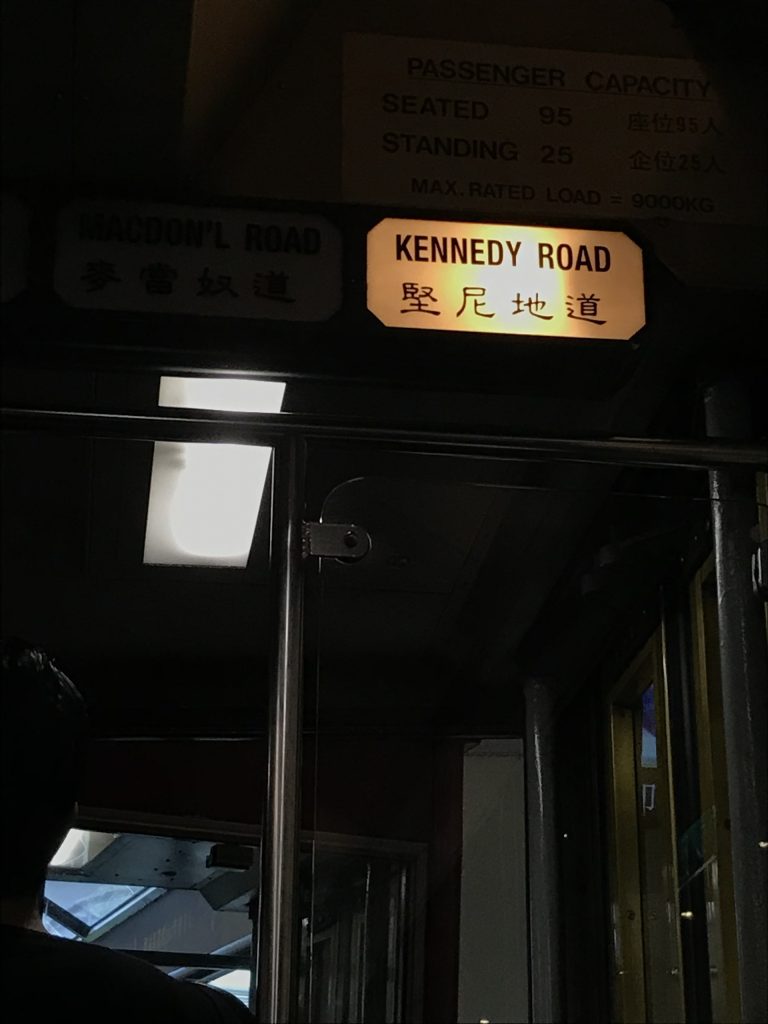 PASSENGER CAPACITY
SEATED 95 座位95人
STANDING 25 企位25人
MAX. RATED LOAD = 9000KG
MACDON'L ROAD
麥當奴道
KENNEDY ROAD
堅尼地道